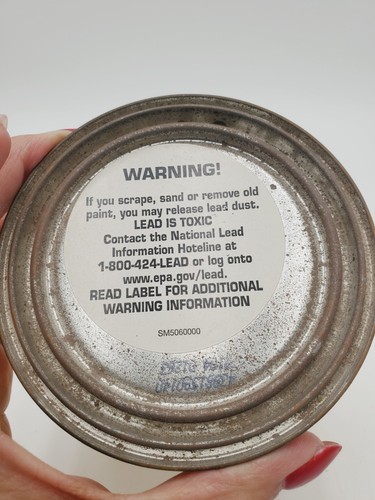 WARNING!
If you scrape, sand or remove old
paint, you may release lead dust.
LEAD IS TOXIC
Contact the National Lead
Information Hoteline at
1-800-424-LEAD or log onto
www.epa.gov/lead.
READ LABEL FOR ADDITIONAL
WARNING INFORMATION
SM5060000